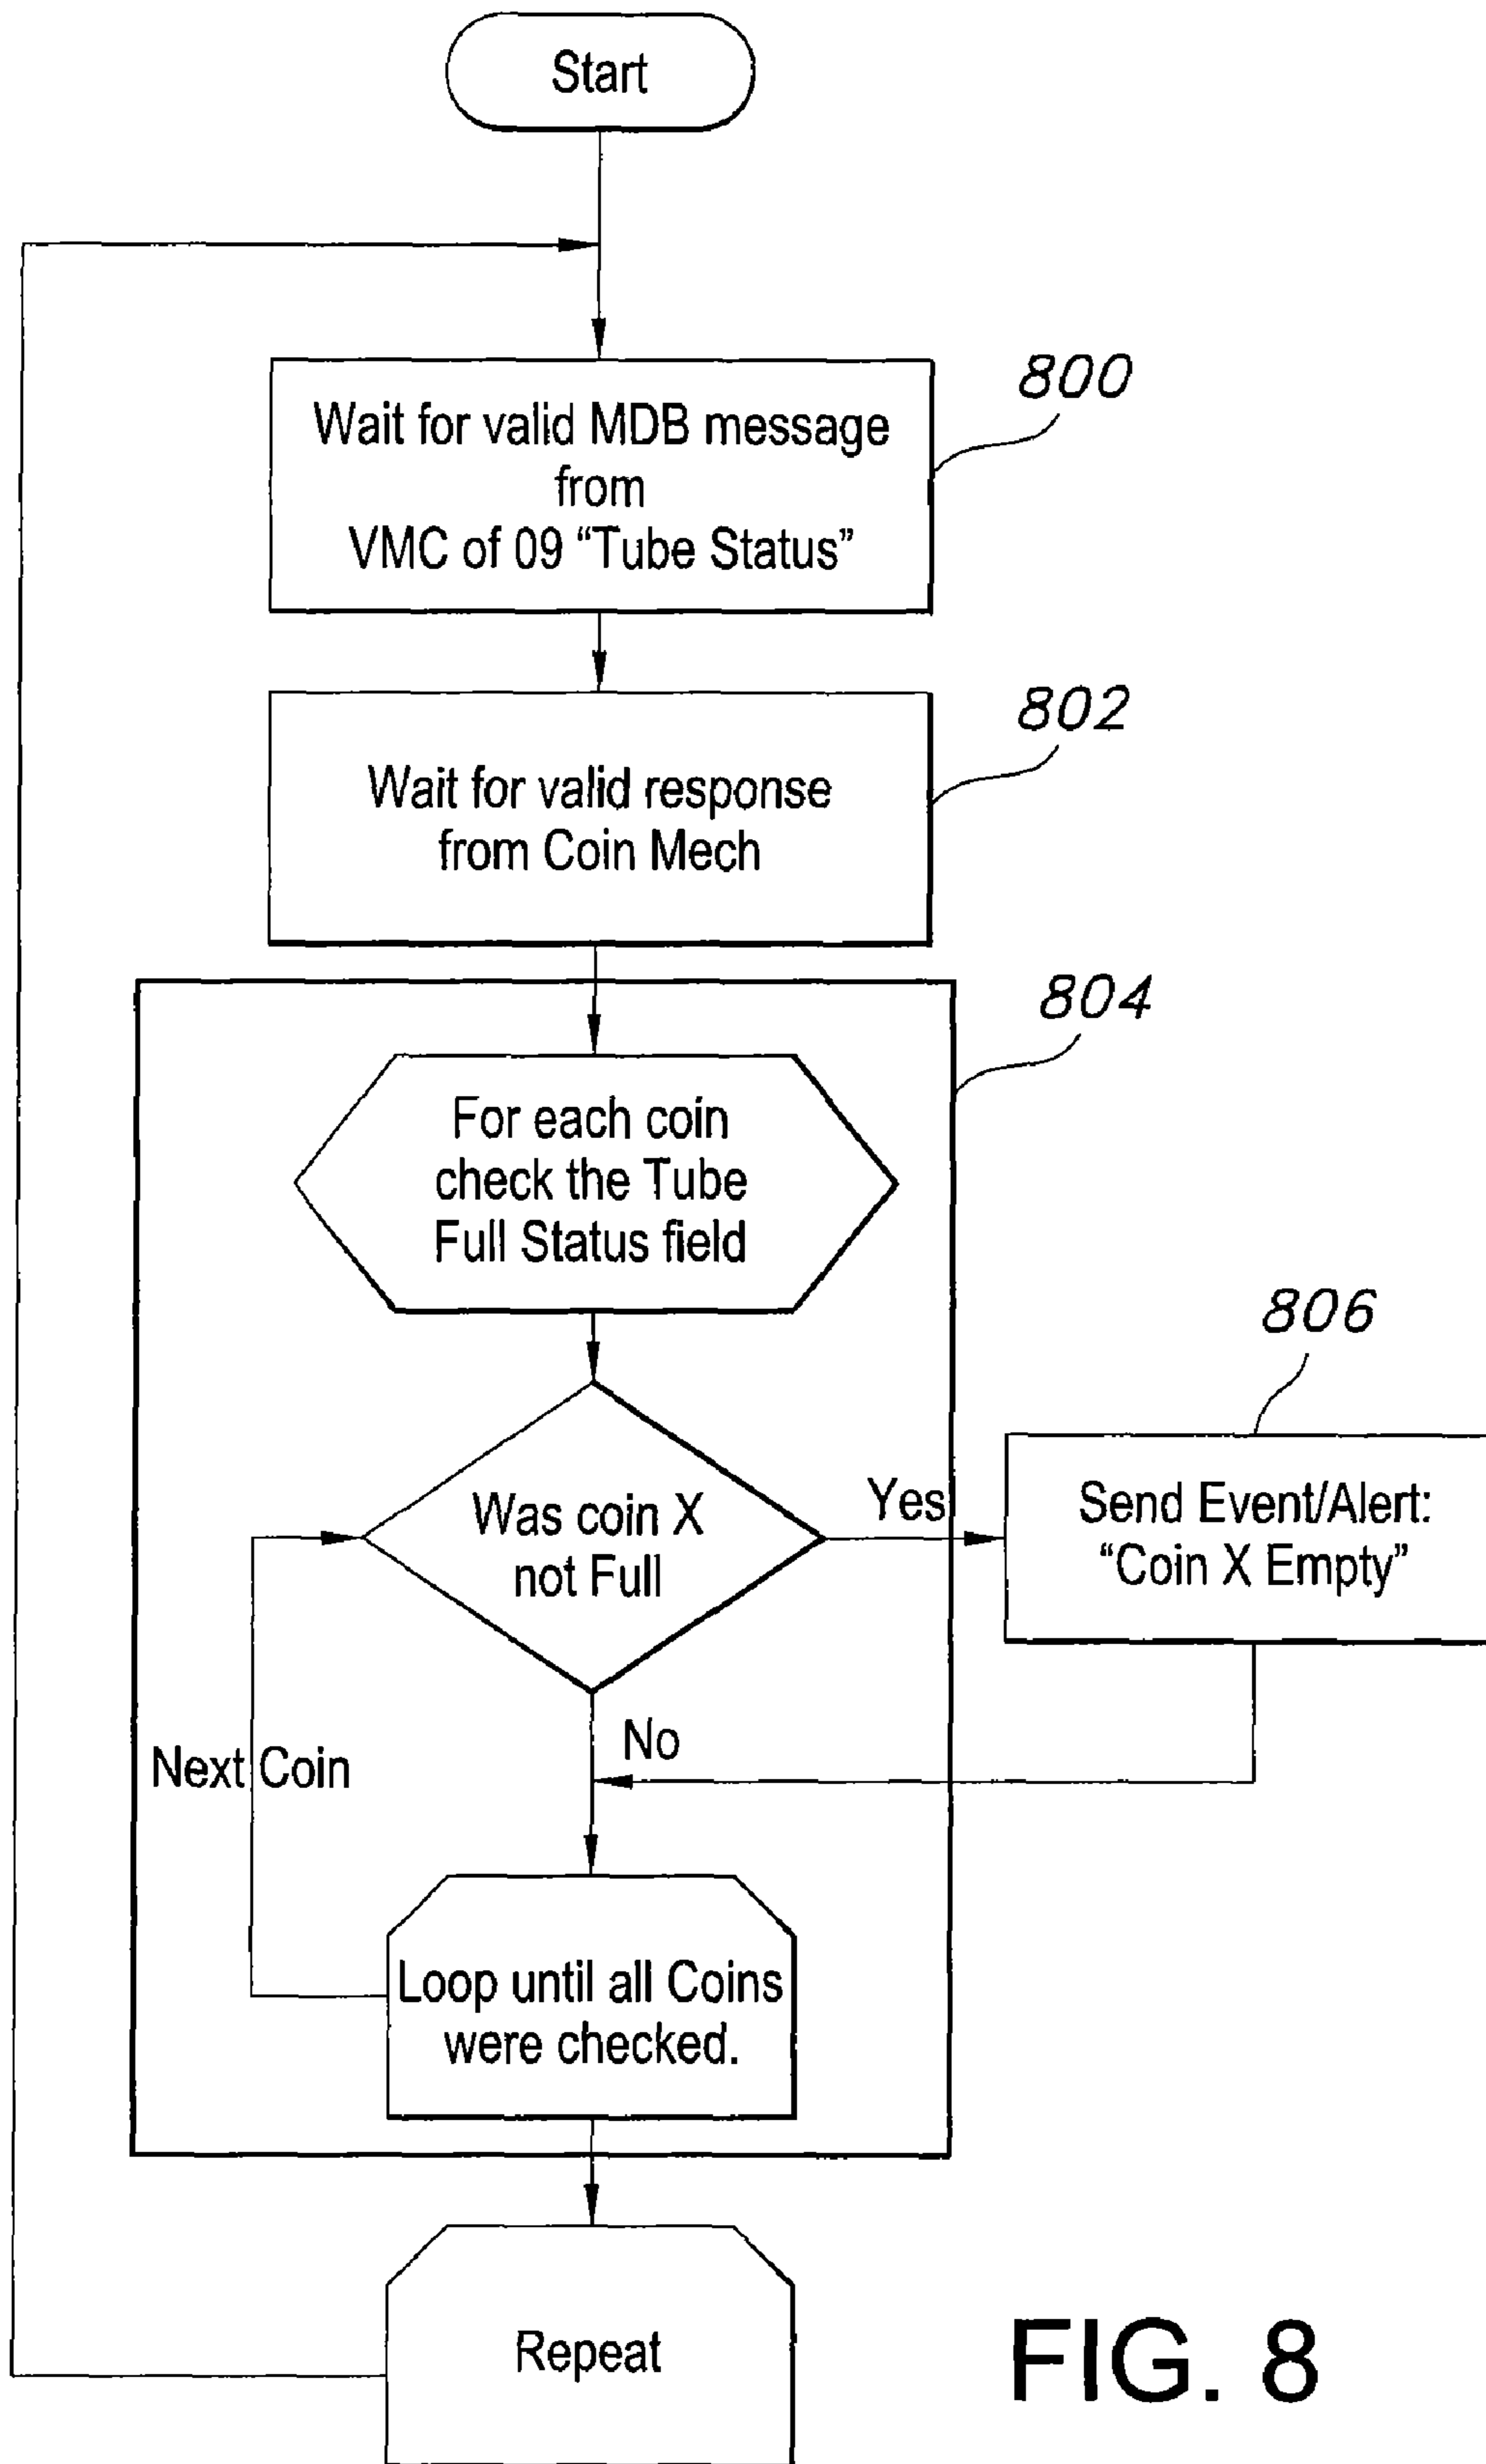 Start
Wait for valid MDB message
from
VMC of 09 “Tube Status”
800
Wait for valid response
from Coin Mech
802
804
For each coin
check the Tube
Full Status field
806
Was coin X
not Full
Yes
Send Event/Alert:
“Coin X Empty”
No
Next Coin
Loop until all Coins
were checked.
Repeat
FIG. 8